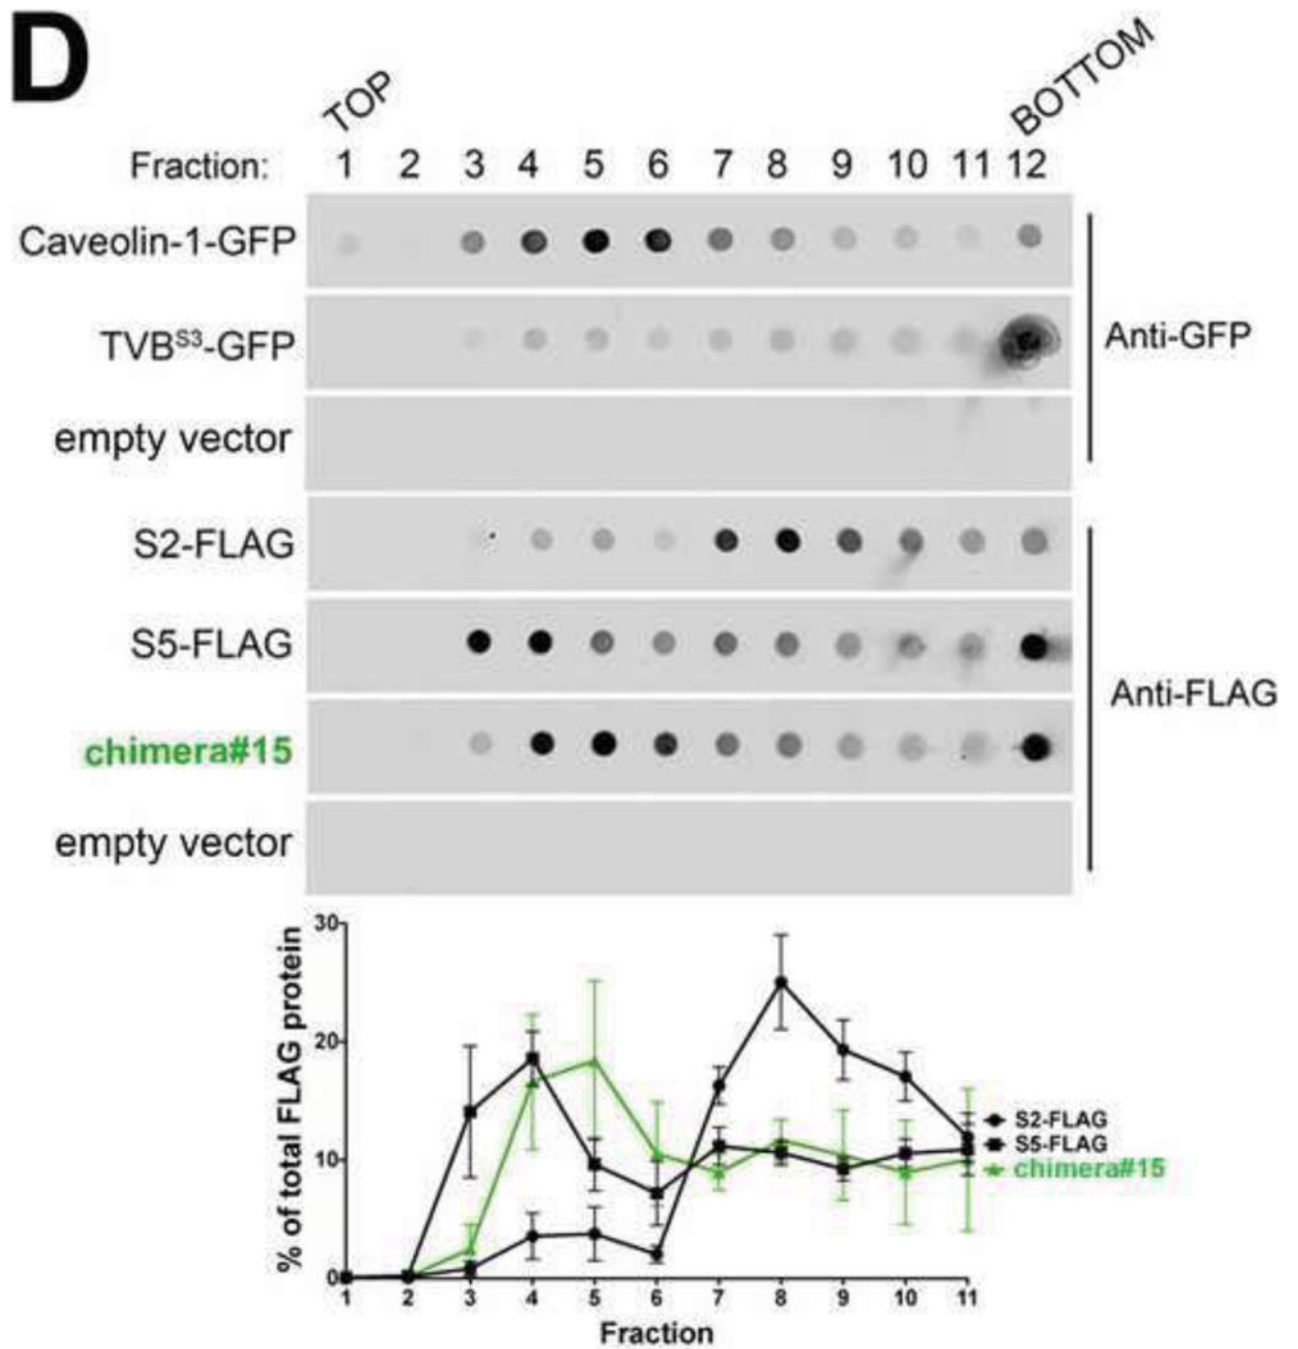 D
TOP
BOTTOM
Fraction: 1 2 3 4 5 6 7 8 9 10 11 12
Caveolin-1-GFP
TVBS3-GFP
Anti-GFP
empty vector
S2-FLAG
S5-FLAG
Anti-FLAG
chimera#15
empty vector
% of total FLAG protein
30
20
10
0
1 2 3 4 5 6 7 8 9 10 11
Fraction
S2-FLAG
S5-FLAG
chimera#15